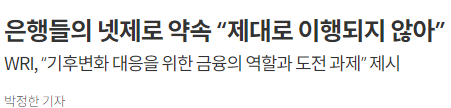 은행들의 넷제로 약속 “제대로 이행되지 않아”
WRI, “기후변화 대응을 위한 금융의 역할과 도전 과제” 제시
박정한 기자